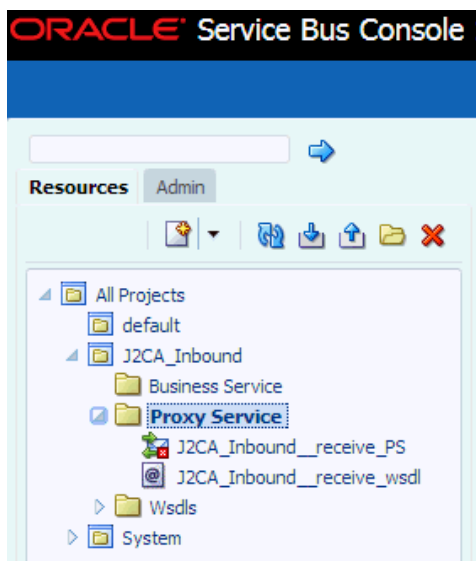 ORACLE Service Bus Console
Resources Admin
All Projects
default
J2CA_Inbound
Business Service
Proxy Service
J2CA_Inbound__receive_PS
J2CA_Inbound__receive_wsdl
Wsdls
System